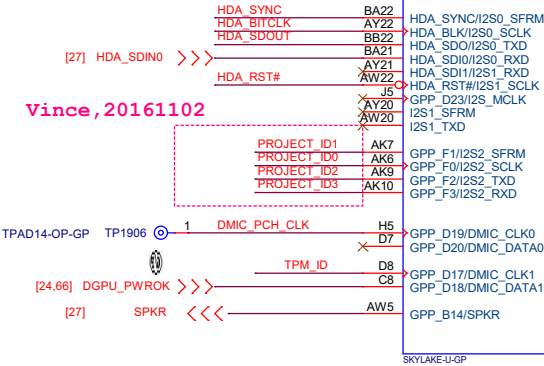 HDA_SYNC BA22 HDA_SYNC/I2S0_SFRM
HDA_BITCLK AY22 HDA_BLK/I2S0_SCLK
HDA_SDOUT BB22 HDA_SDO/I2S0_TXD
[27] HDA_SDIN0 BA21 HDA_SDI0/I2S0_RXD
AY21 HDA_SDI1/I2S1_RXD
HDA_RST# AW22 HDA_RST#/I2S1_SCLK
J5 GPP_D23/I2S_MCLK
Vince,20161102 AY20 I2S1_SFRM
AW20 I2S1_TXD
PROJECT_ID1 AK7 GPP_F1/I2S2_SFRM
PROJECT_ID0 AK6 GPP_F0/I2S2_SCLK
PROJECT_ID2 AK9 GPP_F2/I2S2_TXD
PROJECT_ID3 AK10 GPP_F3/I2S2_RXD
TPAD14-OP-GP TP1906 1 DMIC_PCH_CLK H5 GPP_D19/DMIC_CLK0
D7 GPP_D20/DMIC_DATA0
TPM_ID D8 GPP_D17/DMIC_CLK1
[24,66] DGPU_PWROK C8 GPP_D18/DMIC_DATA1
[27] SPKR AW5 GPP_B14/SPKR
SKYLAKE-U-GP